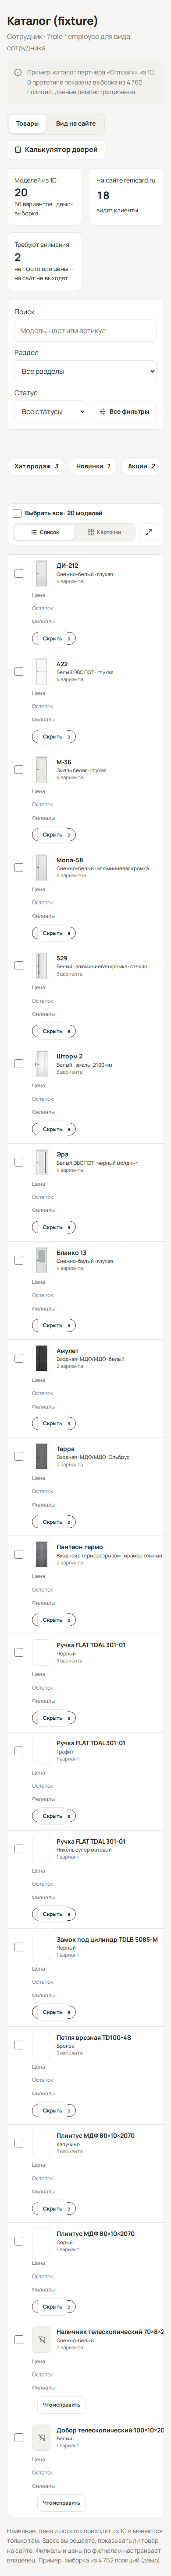 Каталог (fixture)
Сотрудник · ?role=employee для вида
сотрудника
Пример: каталог партнёра «Оптовик» из 1С.
В прототипе показана выборка из 4 762
позиций; данные демонстрационные.
Товары
Вид на сайте
Калькулятор дверей
Моделей из 1С
20
56 вариантов · демо-
выборка
На сайте remcard.ru
18
видят клиенты
Требуют внимания
2
нет фото или цены —
на сайт не выходят
Поиск
Модель, цвет или артикул
Раздел
Все разделы
Статус
Все статусы
Все фильтры
Хит продаж 3
Новинки 1
Акции 2
Выбрать все · 20 моделей
Список
Карточки
ДИ-212
Снежно-белый · глухая
4 варианта
Цена
Остаток
Филиалы
Скрыть
422
Белый ЭВО ПЭТ · глухая
4 варианта
Цена
Остаток
Филиалы
Скрыть
М-36
Эмаль белая · глухая
4 варианта
Цена
Остаток
Филиалы
Скрыть
Мопа-58
Снежно-белый · алюминиевая кромка
8 вариантов
Цена
Остаток
Филиалы
Скрыть
529
Белый · алюминиевая кромка · стекло
3 варианта
Цена
Остаток
Филиалы
Скрыть
Шторм 2
Белый · эмаль · 2100 мм
3 варианта
Цена
Остаток
Филиалы
Скрыть
Эра
Белый ЭВО ПЭТ · чёрный молдинг
4 варианта
Цена
Остаток
Филиалы
Скрыть
Бланко 13
Снежно-белый · глухая
4 варианта
Цена
Остаток
Филиалы
Скрыть
Амулет
Входная · МДФ/МДФ · белый
2 варианта
Цена
Остаток
Филиалы
Скрыть
Терра
Входная · МДФ/МДФ · Эльбрус
2 варианта
Цена
Остаток
Филиалы
Скрыть
Пантеон термо
Входная с терморазрывом · мрамор тёмный
2 варианта
Цена
Остаток
Филиалы
Скрыть
Ручка FLAT TDAL 301-01
Чёрный
3 варианта
Цена
Остаток
Филиалы
Скрыть
Ручка FLAT TDAL 301-01
Графит
1 вариант
Цена
Остаток
Филиалы
Скрыть
Ручка FLAT TDAL 301-01
Никель супер матовый
1 вариант
Цена
Остаток
Филиалы
Скрыть
Замок под цилиндр TDLB 5085-M
Чёрный
1 вариант
Цена
Остаток
Филиалы
Скрыть
Петля врезная TD100-4S
Бронза
3 варианта
Цена
Остаток
Филиалы
Скрыть
Плинтус МДФ 80×10×2070
Капучино
3 варианта
Цена
Остаток
Филиалы
Скрыть
Плинтус МДФ 80×10×2070
Серый
1 вариант
Цена
Остаток
Филиалы
Скрыть
Наличник телескопический 70×8×2
Снежно-белый
2 варианта
Цена
Остаток
Филиалы
Что исправить
Добор телескопический 100×10×20
Белый
1 вариант
Цена
Остаток
Филиалы
Что исправить
Название, цена и остаток приходят из 1С и меняются
только там. Здесь вы решаете, показывать ли товар
на сайте. Филиалы и цены по филиалам настраивает
владелец. Пример: выборка из 4 762 позиций (демо).